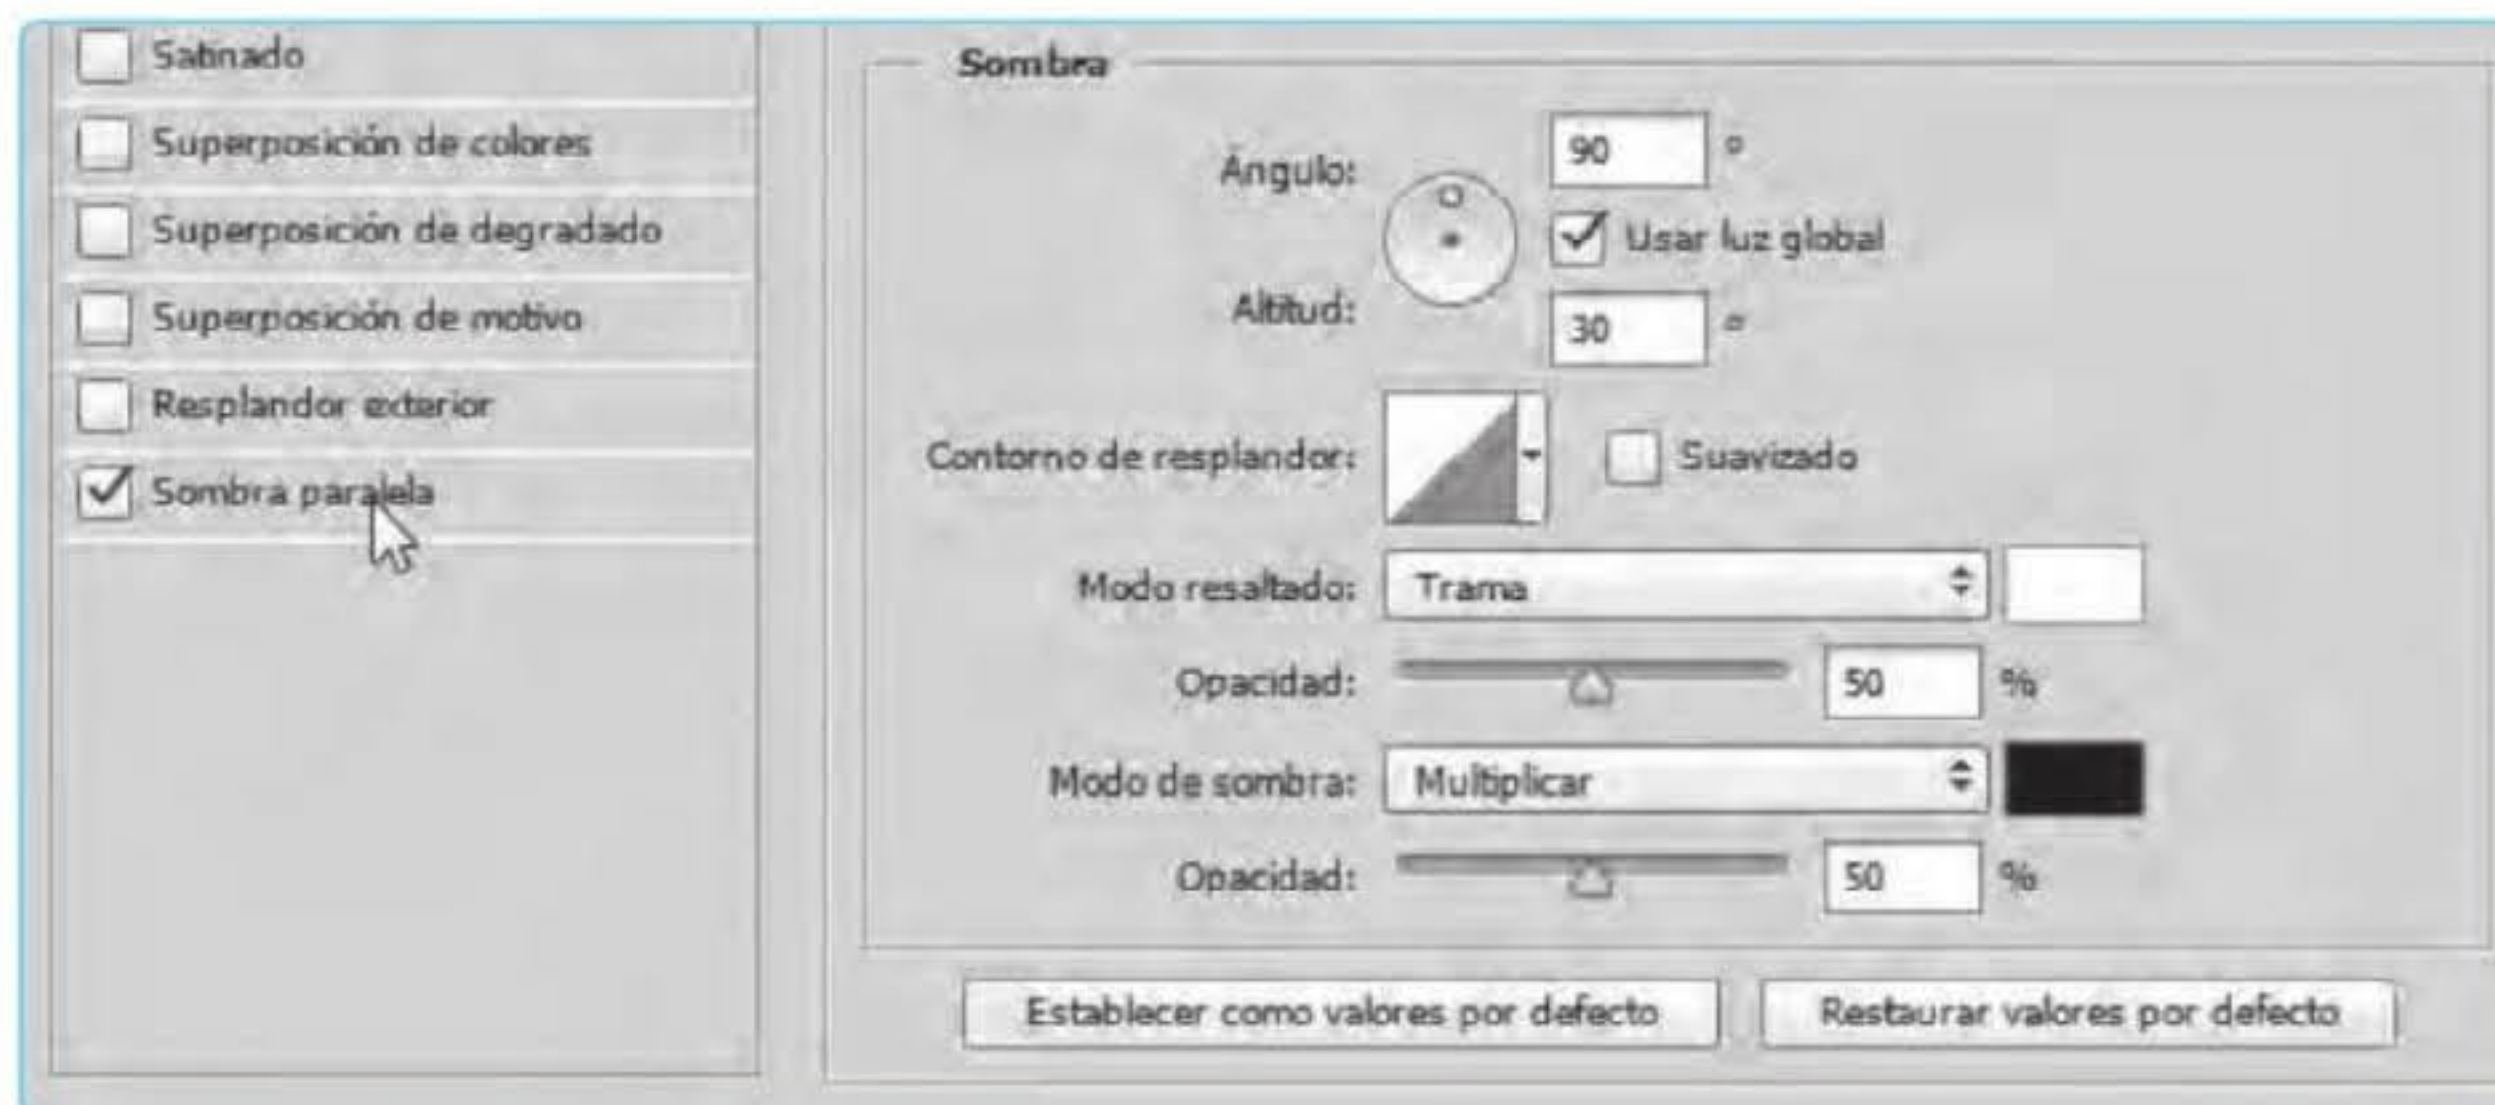 Satinado
Superposición de colores
Superposición de degradado
Superposición de motivo
Resplandor exterior
Sombra paralela
Sombra
Ángulo: 90 °
Usar luz global
Altitud: 30 °
Contorno de resplandor: Suavizado
Modo resaltado: Trama
Opacidad: 50 %
Modo de sombra: Multiplicar
Opacidad: 50 %
Establecer como valores por defecto Restaurar valores por defecto